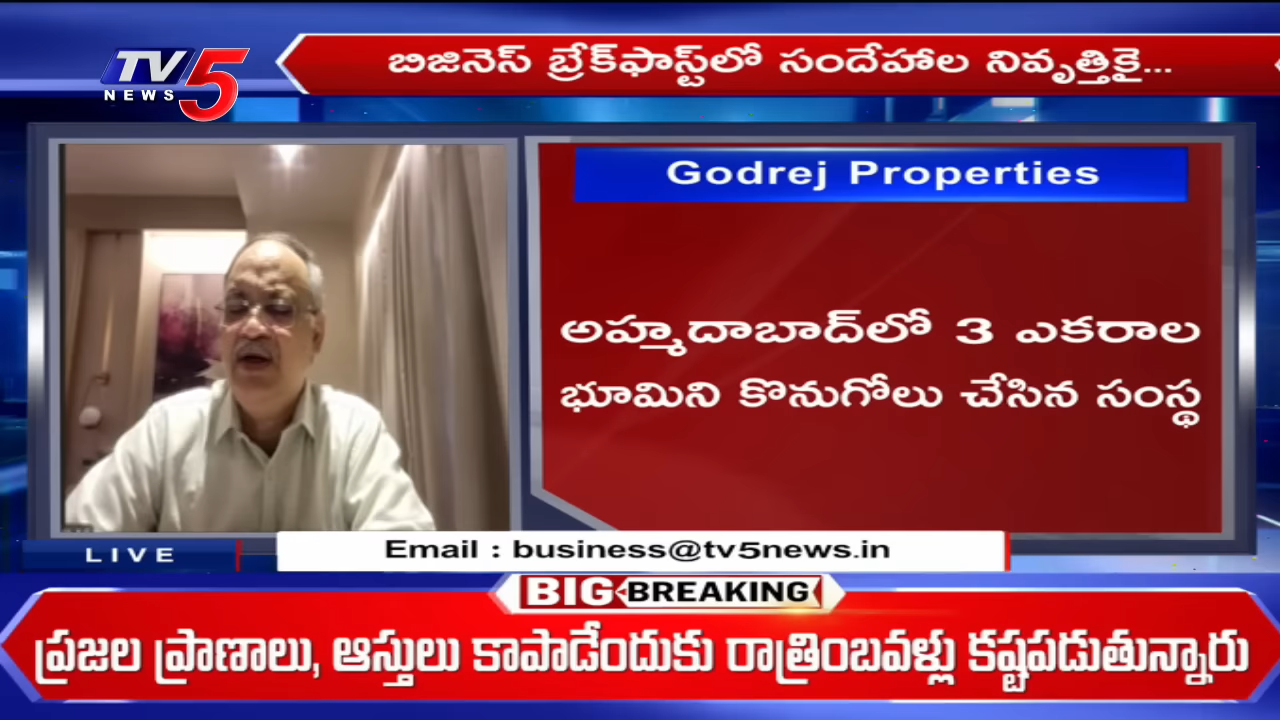 TV5
NEWS
బిజినెస్ బ్రేక్‌ఫాస్ట్‌లో సందేహాల నివృత్తికై...
Godrej Properties
అహ్మదాబాద్‌లో 3 ఎకరాల
భూమిని కొనుగోలు చేసిన సంస్థ
LIVE
Email : business@tv5news.in
BIG BREAKING
ప్రజల ప్రాణాలు, ఆస్తులు కాపాడేందుకు రాత్రింబవళ్లు కష్టపడుతున్నారు